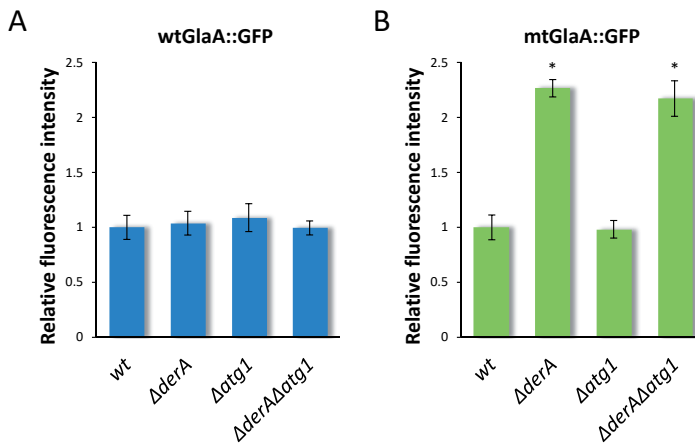 A
wtGlaA::GFP
Relative fluorescence intensity
2.5
2
1.5
1
0.5
0
wt
ΔderA
Δatg1
ΔderAΔatg1
B
mtGlaA::GFP
Relative fluorescence intensity
2.5
2
1.5
1
0.5
0
*
*
wt
ΔderA
Δatg1
ΔderAΔatg1